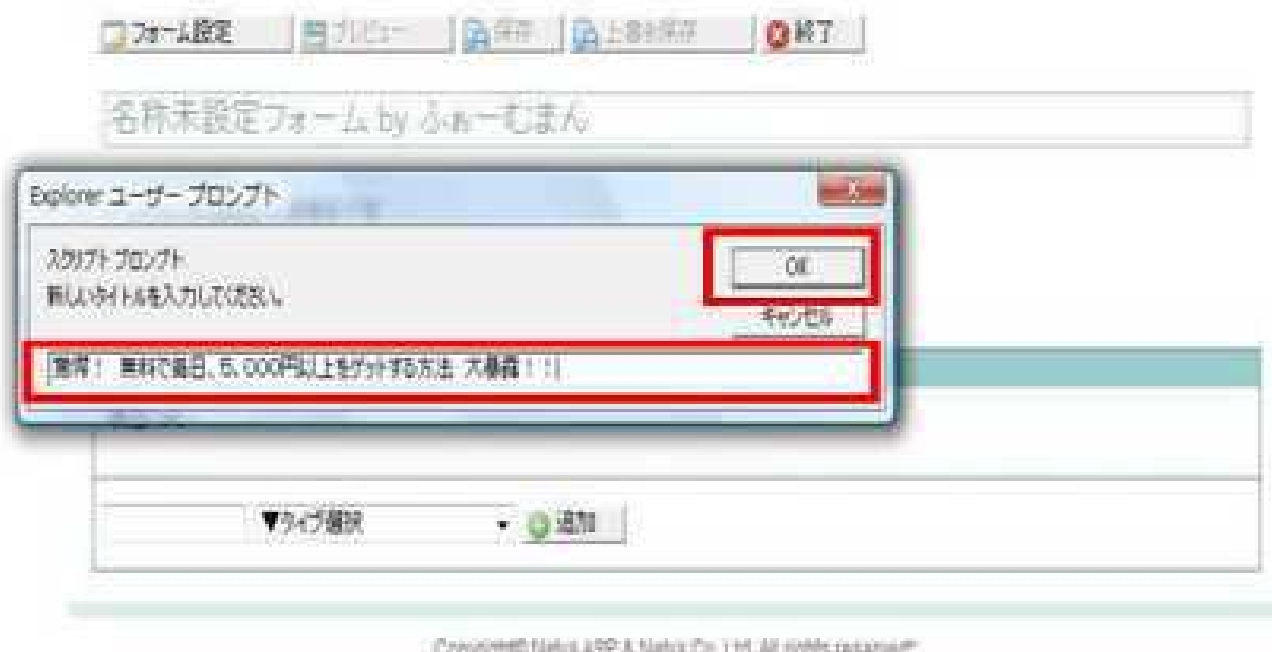 フォーム設定 プレビュー 保存 上書き保存 終了
名称未設定フォーム by ふぉーむまん
Explorer ユーザー プロンプト
スクリプト プロンプト
OK
新しいタイトルを入力してください。
キャンセル
！ 無料で毎日、5,000円以上をゲットする方法 大暴露！！
▼タイプ選択 追加
Co. Ltd. All rights reserved